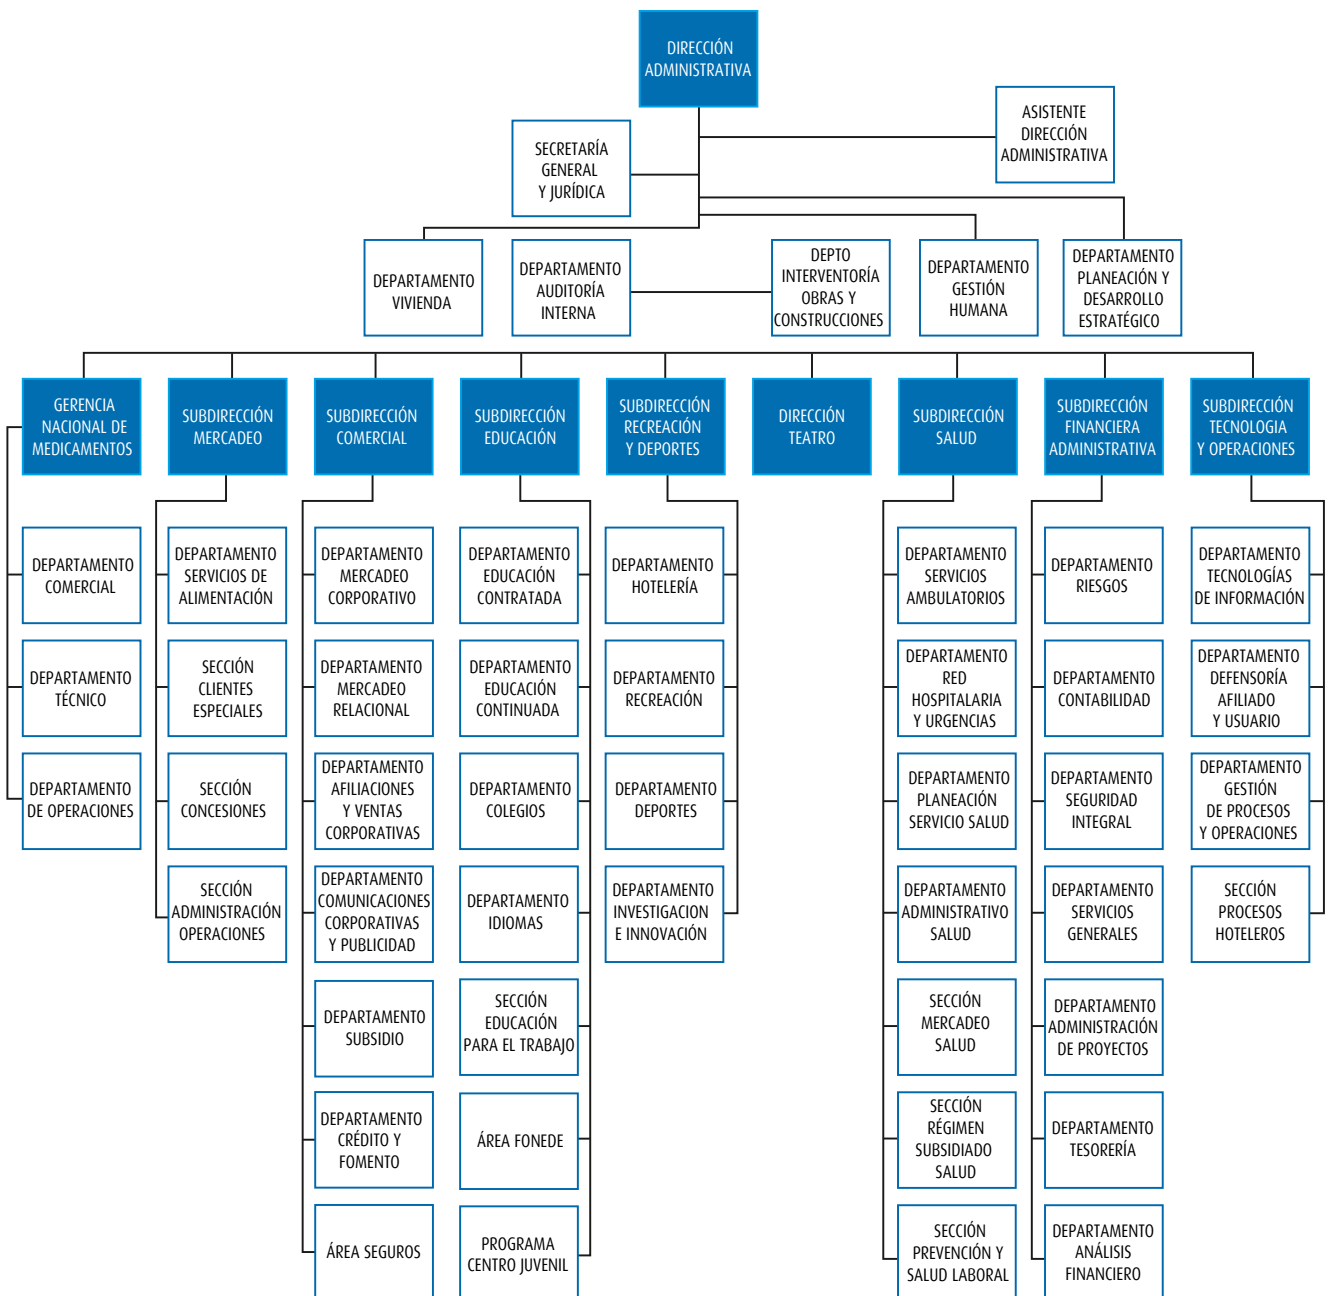 DIRECCIÓN
ADMINISTRATIVA
ASISTENTE
DIRECCIÓN
ADMINISTRATIVA
SECRETARÍA
GENERAL
Y JURÍDICA
DEPARTAMENTO
VIVIENDA
DEPARTAMENTO
AUDITORÍA
INTERNA
DEPTO
INTERVENTORÍA
OBRAS Y
CONSTRUCCIONES
DEPARTAMENTO
GESTIÓN
HUMANA
DEPARTAMENTO
PLANEACIÓN Y
DESARROLLO
ESTRATÉGICO
GERENCIA
NACIONAL DE
MEDICAMENTOS
SUBDIRECCIÓN
MERCADEO
SUBDIRECCIÓN
COMERCIAL
SUBDIRECCIÓN
EDUCACIÓN
SUBDIRECCIÓN
RECREACIÓN
Y DEPORTES
DIRECCIÓN
TEATRO
SUBDIRECCIÓN
SALUD
SUBDIRECCIÓN
FINANCIERA
ADMINISTRATIVA
SUBDIRECCIÓN
TECNOLOGIA
Y OPERACIONES
DEPARTAMENTO
COMERCIAL
DEPARTAMENTO
SERVICIOS DE
ALIMENTACIÓN
DEPARTAMENTO
MERCADEO
CORPORATIVO
DEPARTAMENTO
EDUCACIÓN
CONTRATADA
DEPARTAMENTO
HOTELERÍA
DEPARTAMENTO
SERVICIOS
AMBULATORIOS
DEPARTAMENTO
RIESGOS
DEPARTAMENTO
TECNOLOGÍAS
DE INFORMACIÓN
DEPARTAMENTO
TÉCNICO
SECCIÓN
CLIENTES
ESPECIALES
DEPARTAMENTO
MERCADEO
RELACIONAL
DEPARTAMENTO
EDUCACIÓN
CONTINUADA
DEPARTAMENTO
RECREACIÓN
DEPARTAMENTO
RED
HOSPITALARIA
Y URGENCIAS
DEPARTAMENTO
CONTABILIDAD
DEPARTAMENTO
DEFENSORÍA
AFILIADO
Y USUARIO
DEPARTAMENTO
DE OPERACIONES
SECCIÓN
CONCESIONES
DEPARTAMENTO
AFILIACIONES
Y VENTAS
CORPORATIVAS
DEPARTAMENTO
COLEGIOS
DEPARTAMENTO
DEPORTES
DEPARTAMENTO
PLANEACIÓN
SERVICIO SALUD
DEPARTAMENTO
SEGURIDAD
INTEGRAL
DEPARTAMENTO
GESTIÓN
DE PROCESOS
Y OPERACIONES
SECCIÓN
ADMINISTRACIÓN
OPERACIONES
DEPARTAMENTO
COMUNICACIONES
CORPORATIVAS
Y PUBLICIDAD
DEPARTAMENTO
IDIOMAS
DEPARTAMENTO
INVESTIGACION
E INNOVACIÓN
DEPARTAMENTO
ADMINISTRATIVO
SALUD
DEPARTAMENTO
SERVICIOS
GENERALES
SECCIÓN
PROCESOS
HOTELEROS
DEPARTAMENTO
SUBSIDIO
SECCIÓN
EDUCACIÓN
PARA EL TRABAJO
SECCIÓN
MERCADEO
SALUD
DEPARTAMENTO
ADMINISTRACIÓN
DE PROYECTOS
DEPARTAMENTO
CRÉDITO Y
FOMENTO
ÁREA FONEDE
SECCIÓN
RÉGIMEN
SUBSIDIADO
SALUD
DEPARTAMENTO
TESORERÍA
ÁREA SEGUROS
PROGRAMA
CENTRO JUVENIL
SECCIÓN
PREVENCIÓN Y
SALUD LABORAL
DEPARTAMENTO
ANÁLISIS
FINANCIERO